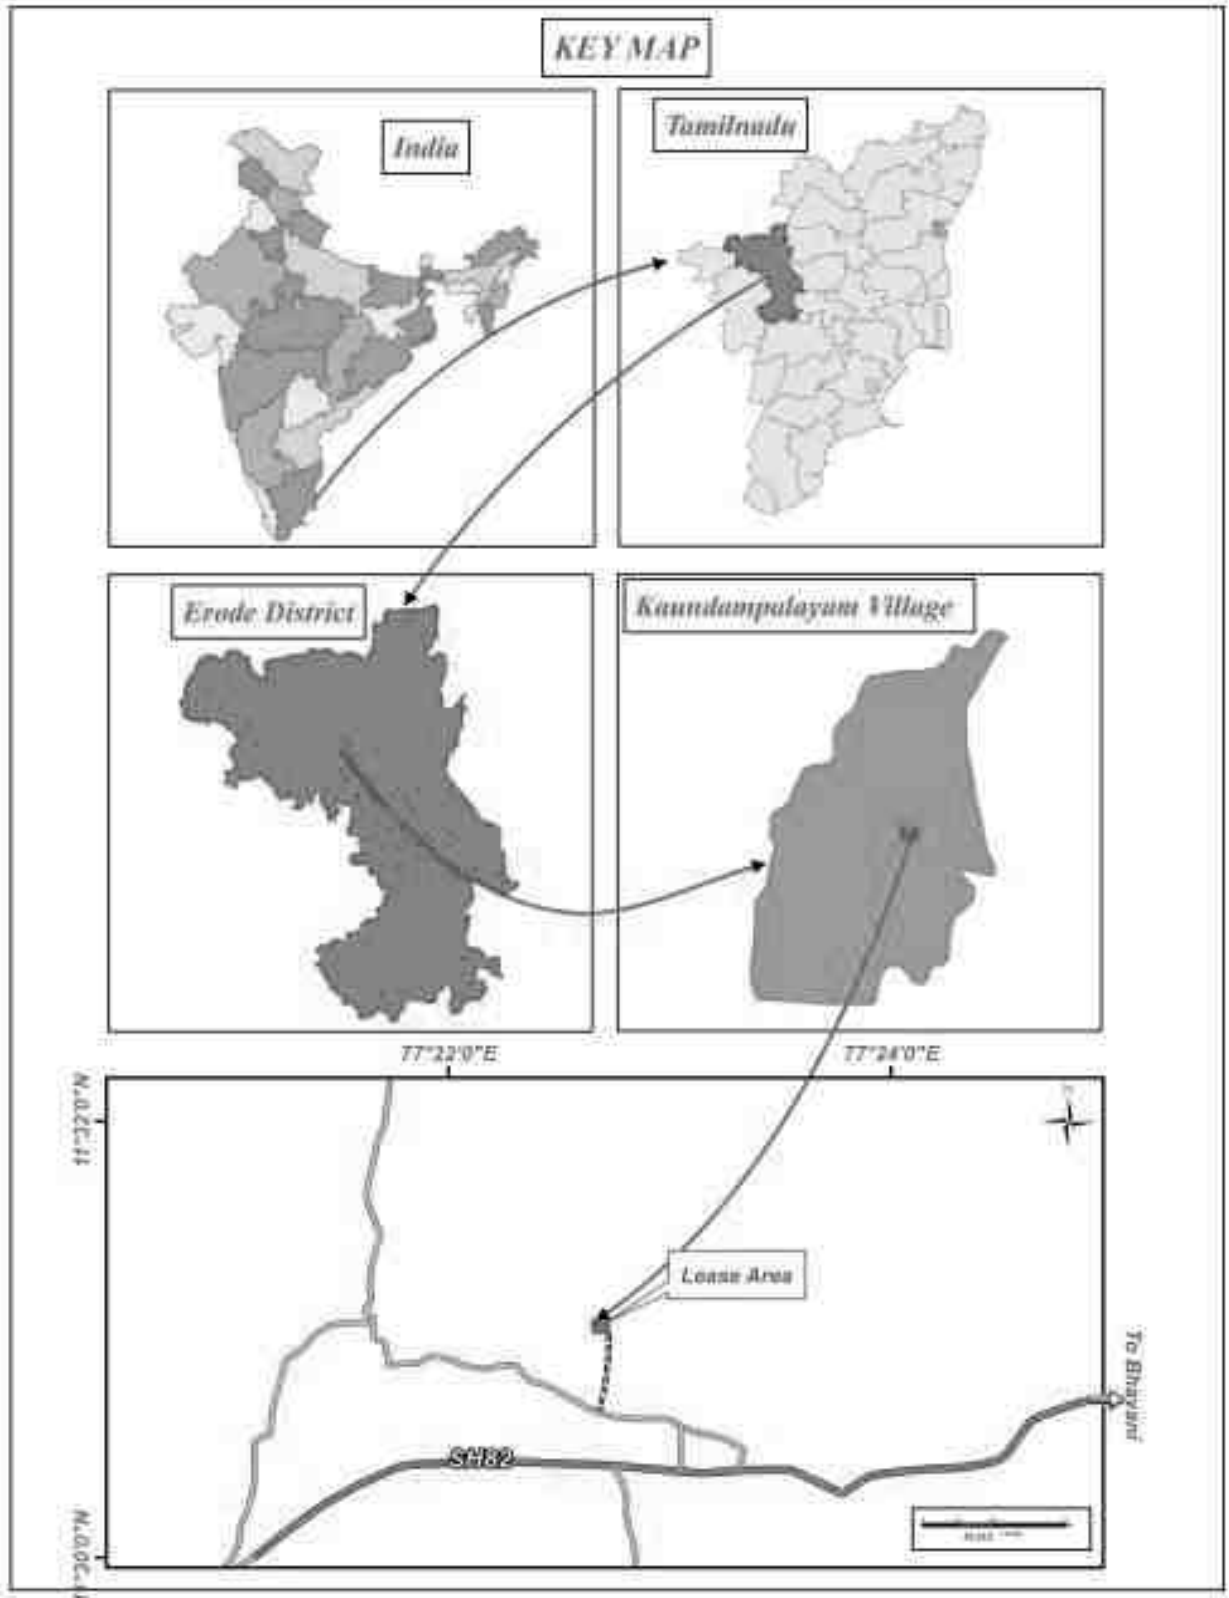 KEY MAP
India
Tamilnadu
Erode District
Kaundampalayam Village
77°22'0"E
77°24'0"E
Lease Area
SH82
To Bhavani